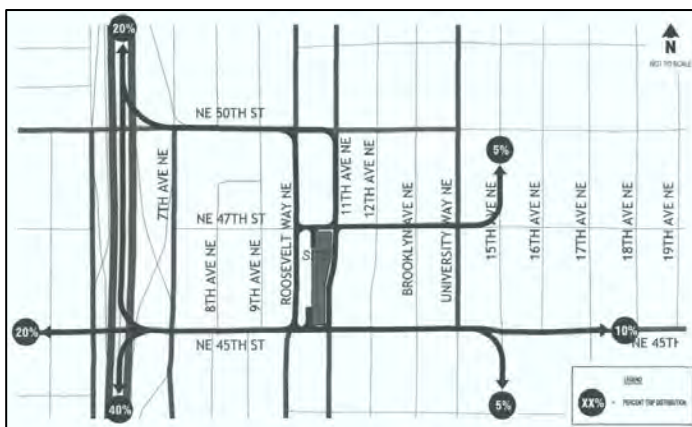 20%
N
NOT TO SCALE
NE 50TH ST
5%
7TH AVE NE
11TH AVE NE
12TH AVE NE
NE 47TH ST
8TH AVE NE
9TH AVE NE
ROOSEVELT WAY NE
BROOKLYN AVE NE
UNIVERSITY WAY NE
15TH AVE NE
16TH AVE NE
17TH AVE NE
18TH AVE NE
19TH AVE NE
20%
NE 45TH ST
10%
NE 45TH
40%
5%
LEGEND
XX% - PERCENT TRIP DISTRIBUTION